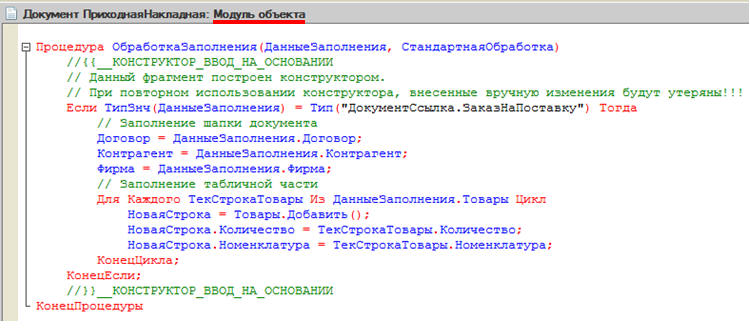 Документ ПриходнаяНакладная: Модуль объекта
Процедура ОбработкаЗаполнения(ДанныеЗаполнения, СтандартнаяОбработка)
//{{__КОНСТРУКТОР_ВВОД_НА_ОСНОВАНИИ
// Данный фрагмент построен конструктором.
// При повторном использовании конструктора, внесенные вручную изменения будут утеряны!!!
Если ТипЗнч(ДанныеЗаполнения) = Тип("ДокументСсылка.ЗаказНаПоставку") Тогда
// Заполнение шапки документа
Договор = ДанныеЗаполнения.Договор;
Контрагент = ДанныеЗаполнения.Контрагент;
Фирма = ДанныеЗаполнения.Фирма;
// Заполнение табличной части
Для Каждого ТекСтрокаТовары Из ДанныеЗаполнения.Товары Цикл
НоваяСтрока = Товары.Добавить();
НоваяСтрока.Количество = ТекСтрокаТовары.Количество;
НоваяСтрока.Номенклатура = ТекСтрокаТовары.Номенклатура;
КонецЦикла;
КонецЕсли;
//}}__КОНСТРУКТОР_ВВОД_НА_ОСНОВАНИИ
КонецПроцедуры